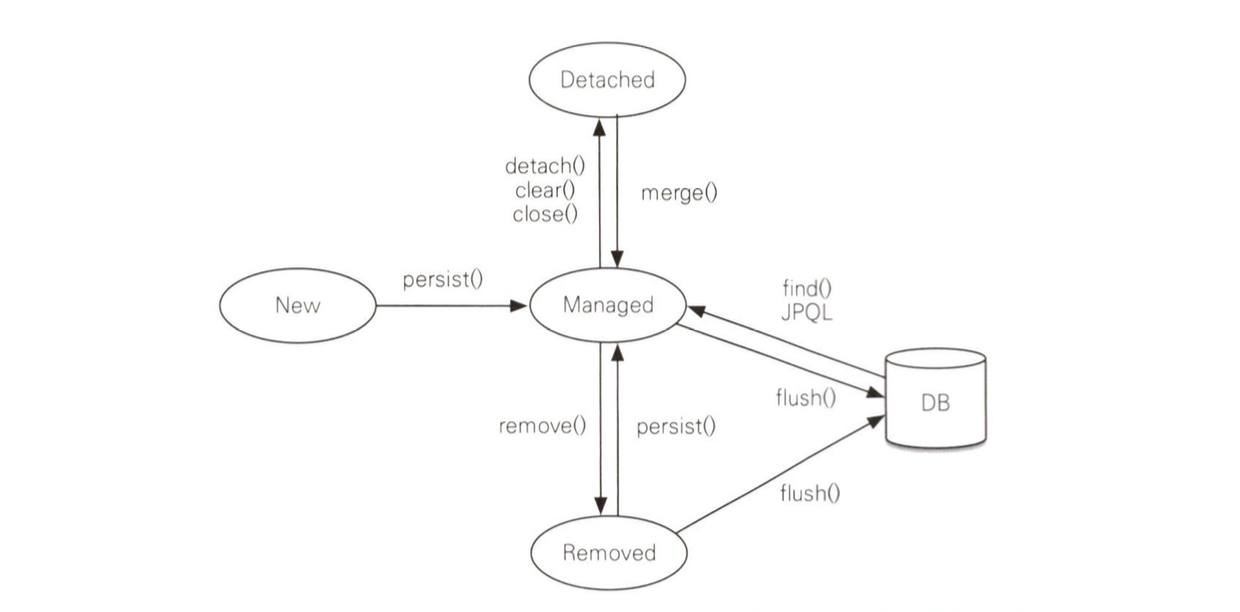 Detached
detach()
clear()
close()
merge()
persist()
New
Managed
find()
JPQL
flush()
DB
remove()
persist()
flush()
Removed